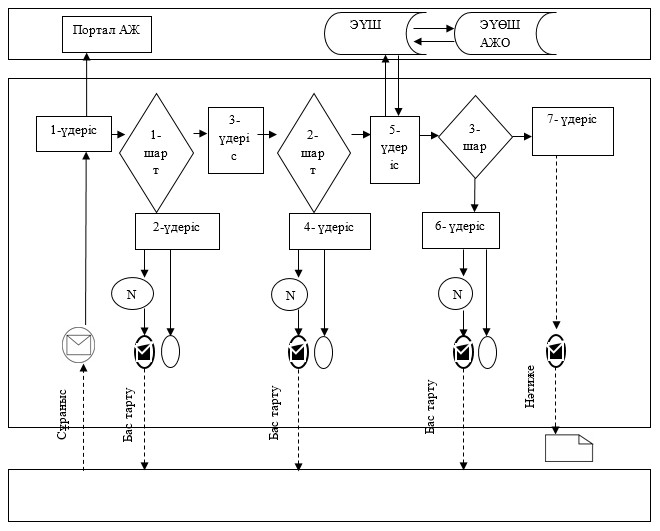 Портал АЖ
ЭҮШ
ЭҮӨШ
АЖО
1-үдеріс
1-
шар
т
3-
үдері
с
2-
шар
т
5-
үдер
іс
3-
шар
7- үдеріс
2-үдеріс
4- үдеріс
6- үдеріс
N
N
N
Сұраныс
Бас тарту
Бас тарту
Бас тарту
Нәтиже